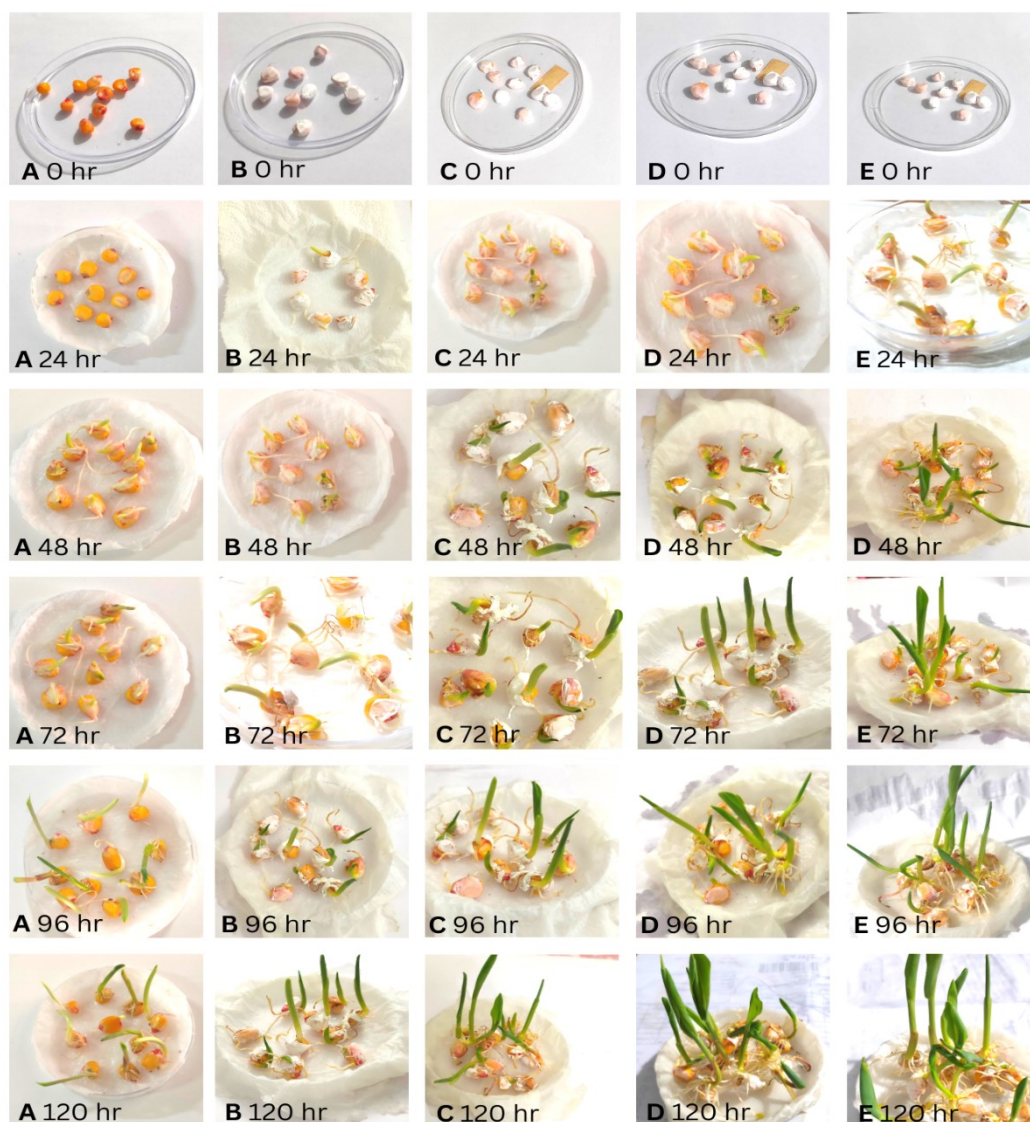 A 0 hr
B 0 hr
C 0 hr
D 0 hr
E 0 hr
A 24 hr
B 24 hr
C 24 hr
D 24 hr
E 24 hr
A 48 hr
B 48 hr
C 48 hr
D 48 hr
D 48 hr
A 72 hr
B 72 hr
C 72 hr
D 72 hr
E 72 hr
A 96 hr
B 96 hr
C 96 hr
D 96 hr
E 96 hr
A 120 hr
B 120 hr
C 120 hr
D 120 hr
E 120 hr